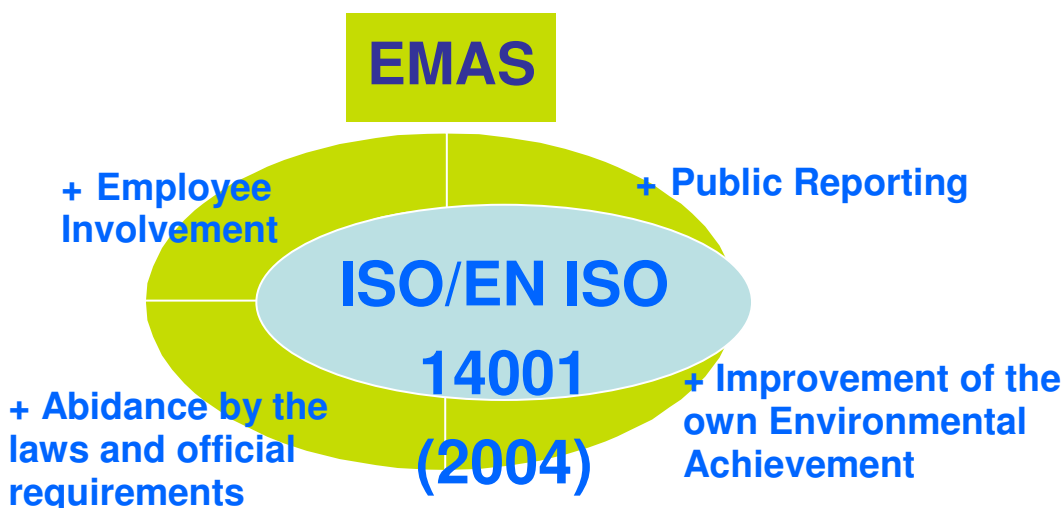 EMAS
+ Employee
Involvement
+ Public Reporting
ISO/EN ISO
14001
(2004)
+ Abidance by the
laws and official
requirements
+ Improvement of the
own Environmental
Achievement